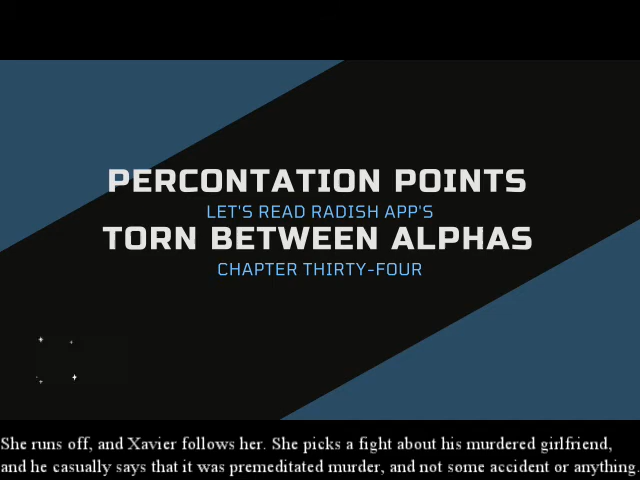 PERCONTATION POINTS
LET'S READ RADISH APP'S
TORN BETWEEN ALPHAS
CHAPTER THIRTY-FOUR
She runs off, and Xavier follows her. She picks a fight about his murdered girlfriend,
and he casually says that it was premeditated murder, and not some accident or anything.